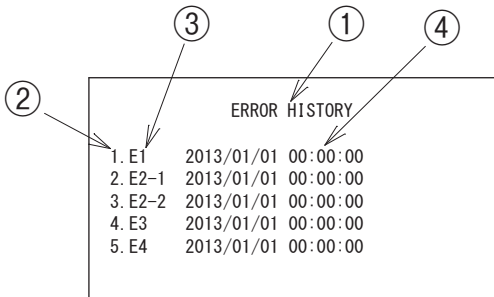 ③ ① ④
②
ERROR HISTORY
1. E1 2013/01/01 00:00:00
2. E2-1 2013/01/01 00:00:00
3. E2-2 2013/01/01 00:00:00
4. E3 2013/01/01 00:00:00
5. E4 2013/01/01 00:00:00